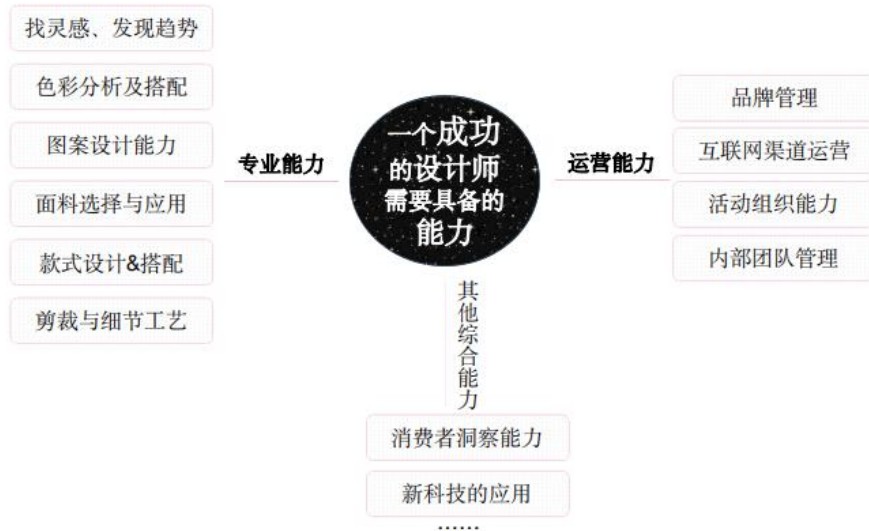 找灵感、发现趋势
色彩分析及搭配
图案设计能力
面料选择与应用
款式设计&搭配
剪裁与细节工艺
专业能力
一个成功
的设计师
需要具备的
能力
运营能力
品牌管理
互联网渠道运营
活动组织能力
内部团队管理
其他综合能力
消费者洞察能力
新科技的应用
......